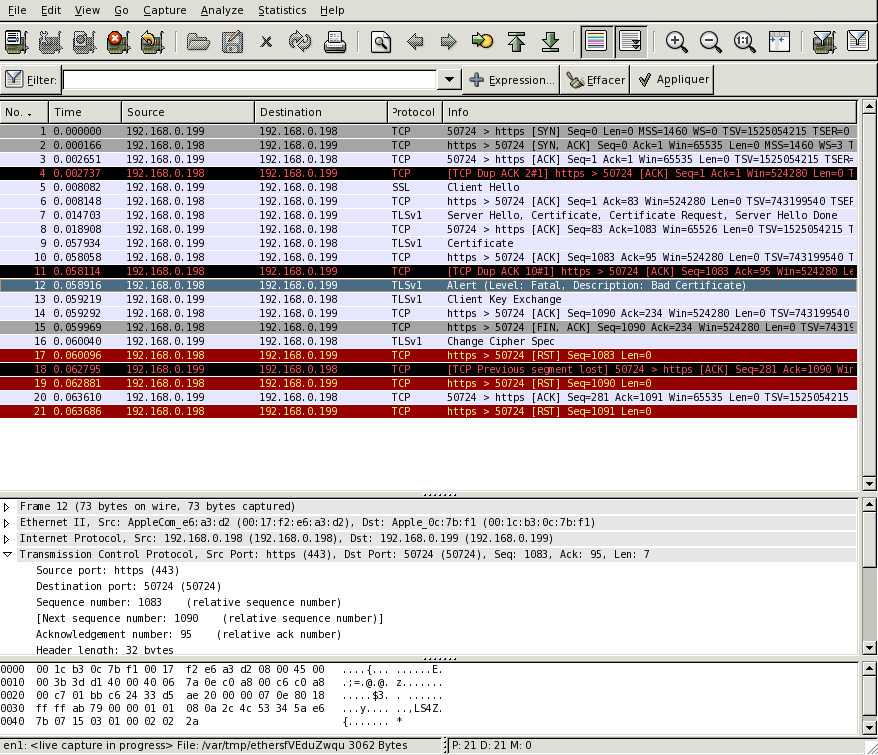 File Edit View Go Capture Analyze Statistics Help
Filter: Expression... Effacer Appliquer
No. Time Source Destination Protocol Info
1 0.000000 192.168.0.199 192.168.0.198 TCP 50724 > https [SYN] Seq=0 Len=0 MSS=1460 WS=0 TSV=1525054215 TSER=0
2 0.000166 192.168.0.198 192.168.0.199 TCP https > 50724 [SYN, ACK] Seq=0 Ack=1 Win=65535 Len=0 MSS=1460 WS=3 T
3 0.002651 192.168.0.199 192.168.0.198 TCP 50724 > https [ACK] Seq=1 Ack=1 Win=65535 Len=0 TSV=1525054215 TSER=
4 0.002737 192.168.0.198 192.168.0.199 TCP [TCP Dup ACK 2#1] https > 50724 [ACK] Seq=1 Ack=1 Win=524280 Len=0 T
5 0.008082 192.168.0.199 192.168.0.198 SSL Client Hello
6 0.008148 192.168.0.198 192.168.0.199 TCP https > 50724 [ACK] Seq=1 Ack=83 Win=524280 Len=0 TSV=743199540 TSER
7 0.014703 192.168.0.198 192.168.0.199 TLSv1 Server Hello, Certificate, Certificate Request, Server Hello Done
8 0.018908 192.168.0.199 192.168.0.198 TCP 50724 > https [ACK] Seq=83 Ack=1083 Win=65526 Len=0 TSV=1525054215 T
9 0.057934 192.168.0.199 192.168.0.198 TLSv1 Certificate
10 0.058058 192.168.0.198 192.168.0.199 TCP https > 50724 [ACK] Seq=1083 Ack=95 Win=524280 Len=0 TSV=743199540 T
11 0.058114 192.168.0.198 192.168.0.199 TCP [TCP Dup ACK 10#1] https > 50724 [ACK] Seq=1083 Ack=95 Win=524280 Le
12 0.058916 192.168.0.198 192.168.0.199 TLSv1 Alert (Level: Fatal, Description: Bad Certificate)
13 0.059219 192.168.0.199 192.168.0.198 TLSv1 Client Key Exchange
14 0.059292 192.168.0.198 192.168.0.199 TCP https > 50724 [ACK] Seq=1090 Ack=234 Win=524280 Len=0 TSV=743199540
15 0.059969 192.168.0.198 192.168.0.199 TCP https > 50724 [FIN, ACK] Seq=1090 Ack=234 Win=524280 Len=0 TSV=74319
16 0.060040 192.168.0.199 192.168.0.198 TLSv1 Change Cipher Spec
17 0.060096 192.168.0.198 192.168.0.199 TCP https > 50724 [RST] Seq=1083 Len=0
18 0.062795 192.168.0.199 192.168.0.198 TCP [TCP Previous segment lost] 50724 > https [ACK] Seq=281 Ack=1090 Win
19 0.062881 192.168.0.198 192.168.0.199 TCP https > 50724 [RST] Seq=1090 Len=0
20 0.063610 192.168.0.199 192.168.0.198 TCP 50724 > https [ACK] Seq=281 Ack=1091 Win=65535 Len=0 TSV=1525054215
21 0.063686 192.168.0.198 192.168.0.199 TCP https > 50724 [RST] Seq=1091 Len=0
Frame 12 (73 bytes on wire, 73 bytes captured)
Ethernet II, Src: AppleCom_e6:a3:d2 (00:17:f2:e6:a3:d2), Dst: Apple_0c:7b:f1 (00:1c:b3:0c:7b:f1)
Internet Protocol, Src: 192.168.0.198 (192.168.0.198), Dst: 192.168.0.199 (192.168.0.199)
Transmission Control Protocol, Src Port: https (443), Dst Port: 50724 (50724), Seq: 1083, Ack: 95, Len: 7
Source port: https (443)
Destination port: 50724 (50724)
Sequence number: 1083 (relative sequence number)
[Next sequence number: 1090 (relative sequence number)]
Acknowledgement number: 95 (relative ack number)
Header length: 32 bytes
0000 00 1c b3 0c 7b f1 00 17 f2 e6 a3 d2 08 00 45 00 ....{... ......E.
0010 00 3b 3d d1 40 00 40 06 7a 0e c0 a8 00 c6 c0 a8 .;=.@.@. z.......
0020 00 c7 01 bb c6 24 33 d5 ae 20 00 00 07 0e 80 18 .....$3. . ......
0030 ff ff ab 79 00 00 01 01 08 0a 2c 4c 53 34 5a e6 ...y.... ..,LS4Z.
0040 7b 07 15 03 01 00 02 02 2a {....... *
en1: <live capture in progress> File: /var/tmp/ethersfVEduZwqu 3062 Bytes P: 21 D: 21 M: 0